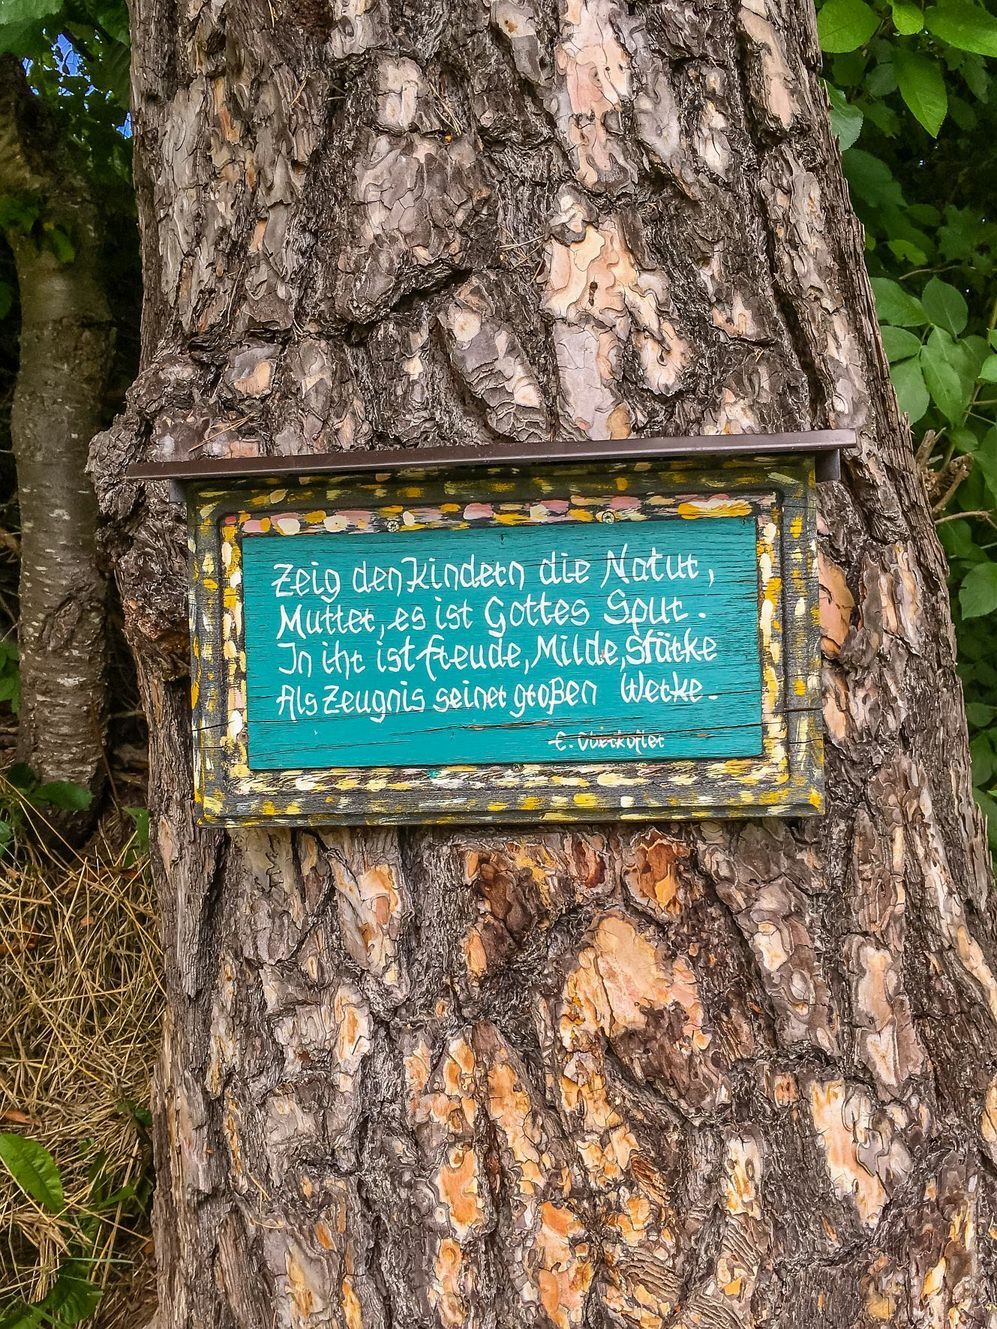 Zeig den Kindern die Natur,
Mutter, es ist Gottes Spur.
In ihr ist Freude, Milde, Stärke
Als Zeugnis seiner großen Werke.
E. Oberkofler